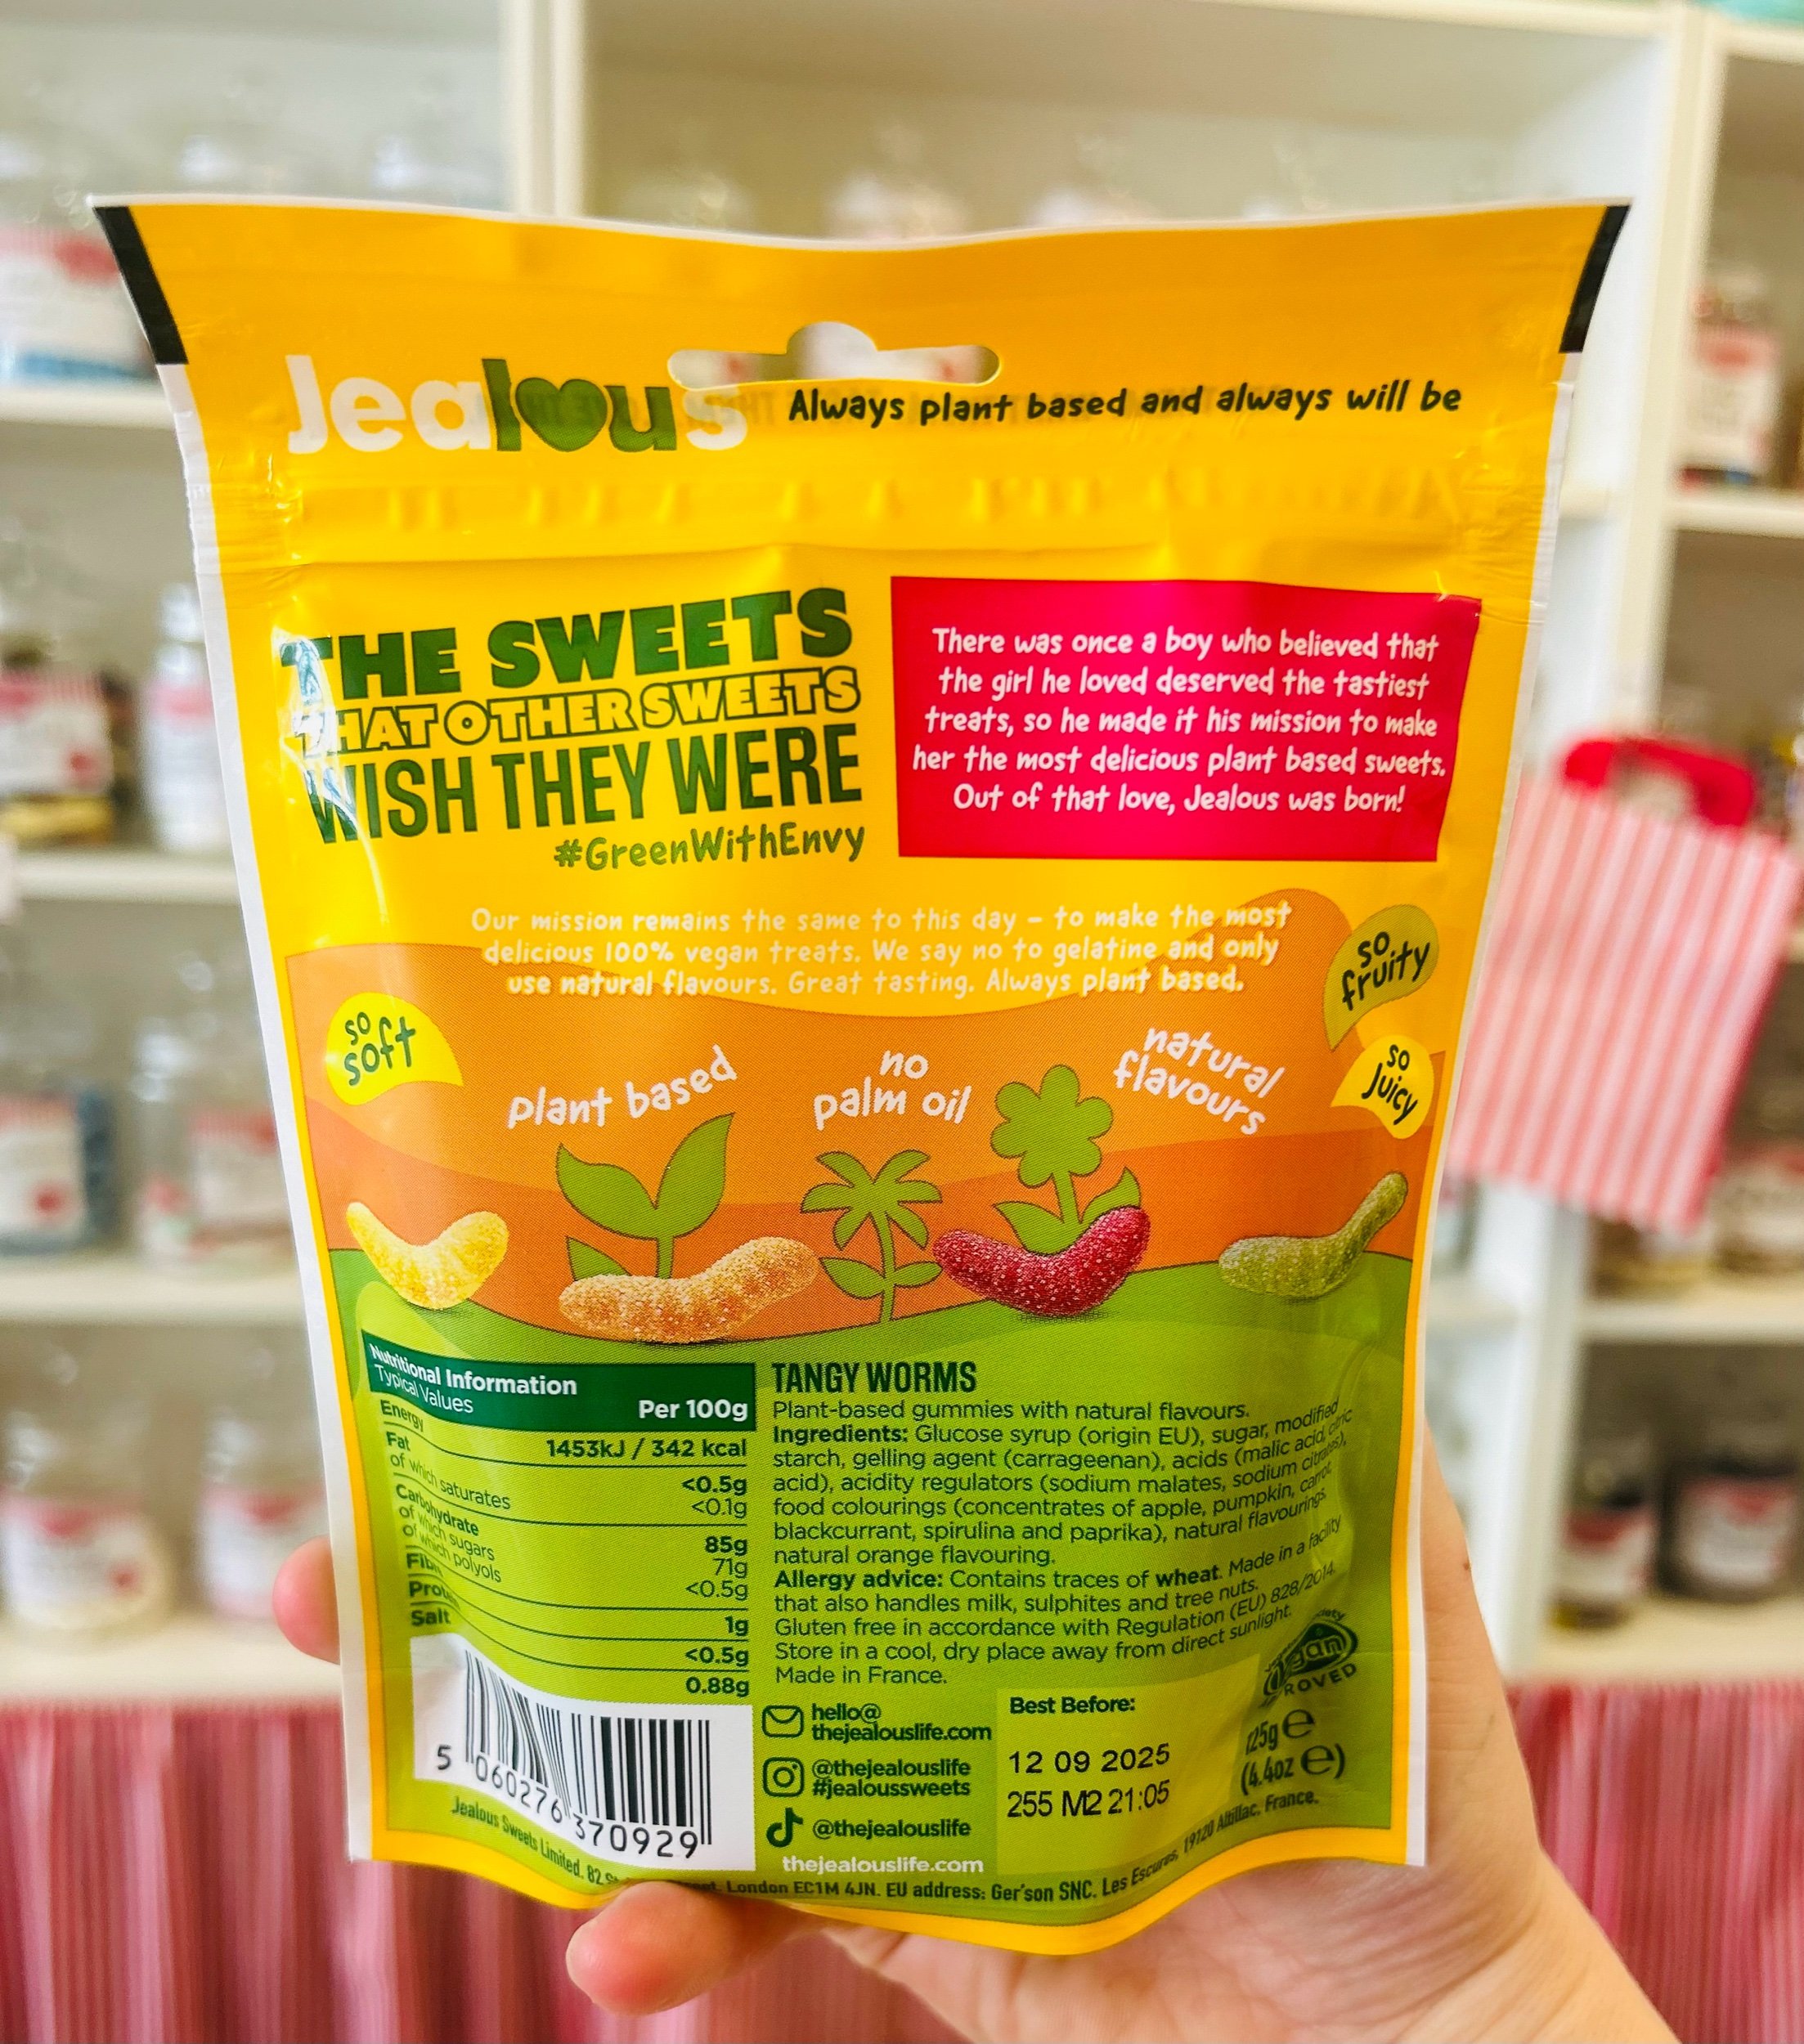 Jealous
Always plant based and always will be
THE SWEETS
THAT OTHER SWEETS
WISH THEY WERE
#GreenWithEnvy
There was once a boy who believed that
the girl he loved deserved the tastiest
treats, so he made it his mission to make
her the most delicious plant based sweets.
Out of that love, Jealous was born!
Our mission remains the same to this day – to make the most
delicious 100% vegan treats. We say no to gelatine and only
use natural flavours. Great tasting. Always plant based.
so
soft
plant based
no
palm oil
natural
flavours
so
fruity
so
juicy
Nutritional Information
Typical Values
Per 100g
Energy
1453kJ / 342 kcal
Fat
<0.5g
of which saturates
<0.1g
Carbohydrate
85g
of which sugars
71g
of which polyols
<0.5g
1g
<0.5g
Salt
0.88g
TANGY WORMS
Plant-based gummies with natural flavours.
Ingredients: Glucose syrup (origin EU), sugar, modified
starch, gelling agent (carrageenan), acids (malic acid, citric
acid), acidity regulators (sodium malates, sodium citrates),
food colourings (concentrates of apple, pumpkin, carrot,
blackcurrant, spirulina and paprika), natural flavourings,
natural orange flavouring.
Allergy advice: Contains traces of wheat. Made in a facility
that also handles milk, sulphites and tree nuts.
Gluten free in accordance with Regulation (EU) 828/2014.
Store in a cool, dry place away from direct sunlight.
Made in France.
hello@
thejealouslife.com
@thejealouslife
#jealoussweets
@thejealouslife
thejealouslife.com
Best Before:
12 09 2025
255 M2 21:05
125g e
(4.4oz e)
5 060276 370929
Jealous Sweets Limited. 82 London EC1M 4JN. EU address: Ger'son SNC. Les Escures, 19120 Altillac, France.